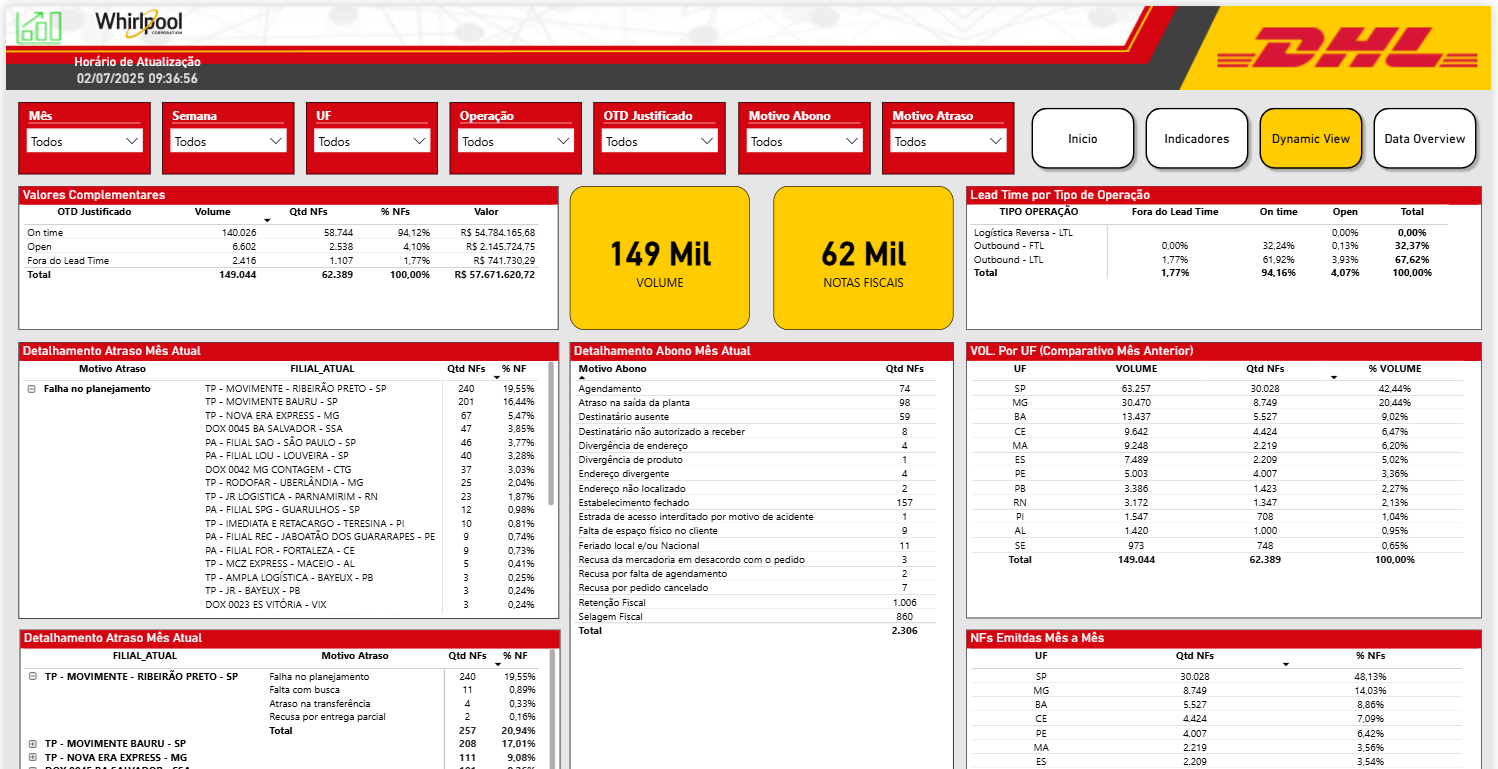 Whirlpool
CORPORATION
DHL
Horário de Atualização
02/07/2025 09:36:56
Mês
Todos
Semana
Todos
UF
Todos
Operação
Todos
OTD Justificado
Todos
Motivo Abono
Todos
Motivo Atraso
Todos
Inicio
Indicadores
Dynamic View
Data Overview
Valores Complementares
OTD Justificado Volume Qtd NFs % NFs Valor
On time 140.026 58.744 94,12% R$ 54.784.165,68
Open 6.602 2.538 4,10% R$ 2.145.724,75
Fora do Lead Time 2.416 1.107 1,77% R$ 741.730,29
Total 149.044 62.389 100,00% R$ 57.671.620,72
149 Mil
VOLUME
62 Mil
NOTAS FISCAIS
Lead Time por Tipo de Operação
TIPO OPERAÇÃO Fora do Lead Time On time Open Total
Logística Reversa - LTL 0,00% 0,00%
Outbound - FTL 0,00% 32,24% 0,13% 32,37%
Outbound - LTL 1,77% 61,92% 3,93% 67,62%
Total 1,77% 94,16% 4,07% 100,00%
Detalhamento Atraso Mês Atual
Motivo Atraso FILIAL_ATUAL Qtd NFs % NF
Falha no planejamento TP - MOVIMENTE - RIBEIRÃO PRETO - SP 240 19,55%
TP - MOVIMENTE BAURU - SP 201 16,44%
TP - NOVA ERA EXPRESS - MG 67 5,47%
DOX 0045 BA SALVADOR - SSA 47 3,85%
PA - FILIAL SAO - SÃO PAULO - SP 46 3,77%
PA - FILIAL LOU - LOUVEIRA - SP 40 3,28%
DOX 0042 MG CONTAGEM - CTG 37 3,03%
TP - RODOFAR - UBERLÂNDIA - MG 25 2,04%
TP - JR LOGISTICA - PARNAMIRIM - RN 23 1,87%
PA - FILIAL SPG - GUARULHOS - SP 12 0,98%
TP - IMEDIATA E RETACARGO - TERESINA - PI 10 0,81%
PA - FILIAL REC - JABOATÃO DOS GUARARAPES - PE 9 0,74%
PA - FILIAL FOR - FORTALEZA - CE 9 0,73%
TP - MCZ EXPRESS - MACEIO - AL 5 0,41%
TP - AMPLA LOGÍSTICA - BAYEUX - PB 3 0,25%
TP - JR - BAYEUX - PB 3 0,24%
DOX 0023 ES VITÓRIA - VIX 3 0,24%
Detalhamento Abono Mês Atual
Motivo Abono Qtd NFs
Agendamento 74
Atraso na saída da planta 98
Destinatário ausente 59
Destinatário não autorizado a receber 8
Divergência de endereço 4
Divergência de produto 1
Endereço divergente 4
Endereço não localizado 2
Estabelecimento fechado 157
Estrada de acesso interditado por motivo de acidente 1
Falta de espaço físico no cliente 9
Feriado local e/ou Nacional 11
Recusa da mercadoria em desacordo com o pedido 3
Recusa por falta de agendamento 2
Recusa por pedido cancelado 7
Retenção Fiscal 1.006
Selagem Fiscal 860
Total 2.306
VOL. Por UF (Comparativo Mês Anterior)
UF VOLUME Qtd NFs % VOLUME
SP 63.257 30.028 42,44%
MG 30.470 8.749 20,44%
BA 13.437 5.527 9,02%
CE 9.642 4.424 6,47%
MA 9.248 2.219 6,20%
ES 7.489 2.209 5,02%
PE 5.003 4.007 3,36%
PB 3.386 1.423 2,27%
RN 3.172 1.347 2,13%
PI 1.547 708 1,04%
AL 1.420 1.000 0,95%
SE 973 748 0,65%
Total 149.044 62.389 100,00%
Detalhamento Atraso Mês Atual
FILIAL_ATUAL Motivo Atraso Qtd NFs % NF
TP - MOVIMENTE - RIBEIRÃO PRETO - SP Falha no planejamento 240 19,55%
Falta com busca 11 0,89%
Atraso na transferência 4 0,33%
Recusa por entrega parcial 2 0,16%
Total 257 20,94%
TP - MOVIMENTE BAURU - SP 208 17,01%
TP - NOVA ERA EXPRESS - MG 111 9,08%
NFs Emitdas Mês a Mês
UF Qtd NFs % NFs
SP 30.028 48,13%
MG 8.749 14,03%
BA 5.527 8,86%
CE 4.424 7,09%
PE 4.007 6,42%
MA 2.219 3,56%
ES 2.209 3,54%